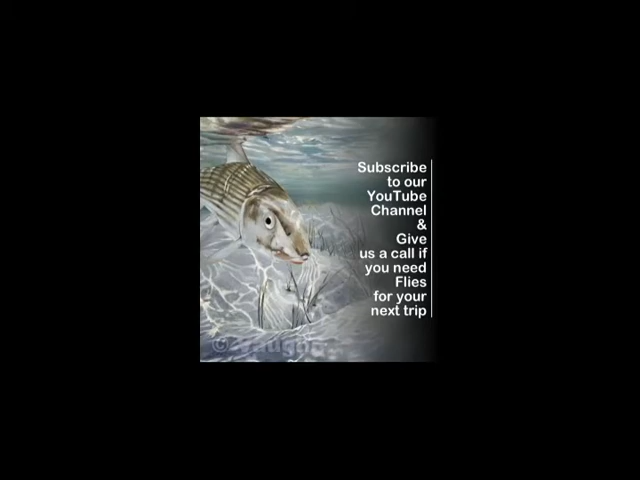 Subscribe
to our
YouTube
Channel
&
Give
us a call if
you need
Flies
for your
next trip